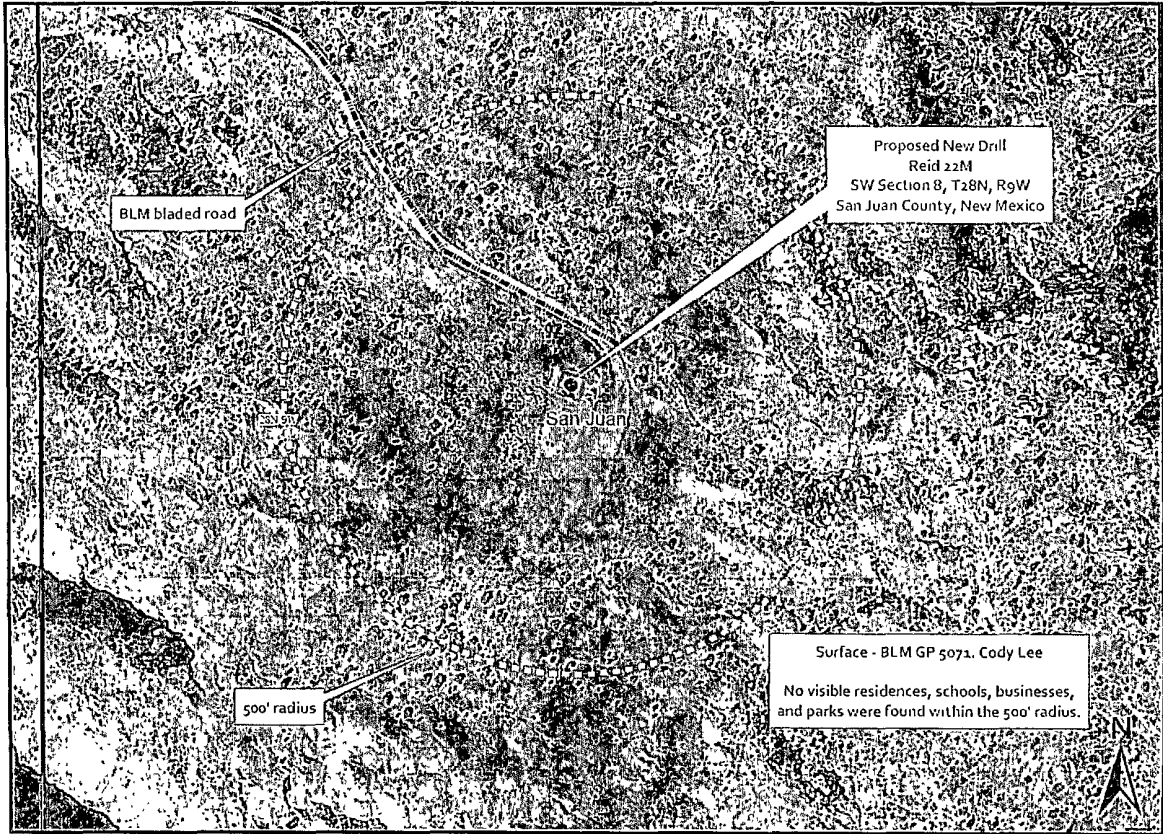 Proposed New Drill
Reid 22M
SW Section 8, T28N, R9W
San Juan County, New Mexico
BLM bladed road
San Juan
Surface - BLM GP 5071. Cody Lee
No visible residences, schools, businesses,
and parks were found within the 500' radius.
500' radius
N